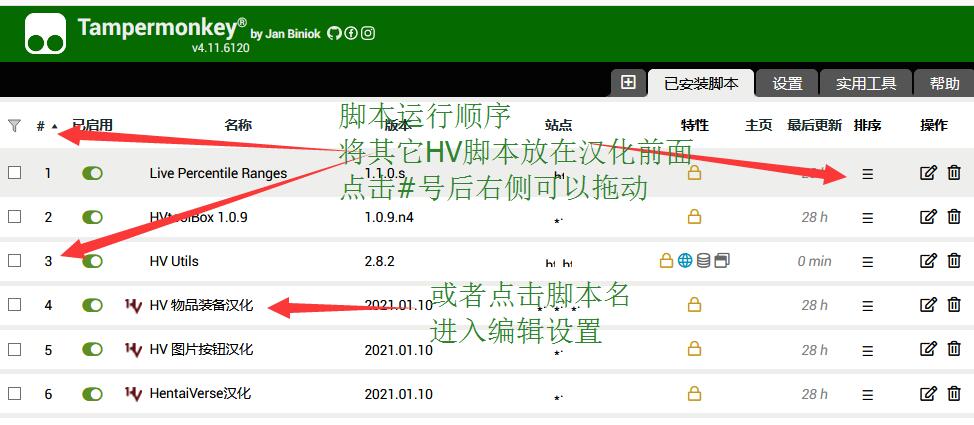 Tampermonkey® by Jan Biniok
v4.11.6120
已安装脚本 设置 实用工具 帮助
# 已启用 名称 版本 站点 特性 主页 最后更新 排序 操作
脚本运行顺序
将其它HV脚本放在汉化前面
点击#号后右侧可以拖动
1 Live Percentile Ranges 1.1.0.s
2 HVtoolBox 1.0.9 1.0.9.n4 28 h
3 HV Utils 2.8.2 0 min
4 HV 物品装备汉化 2021.01.10 28 h
或者点击脚本名
进入编辑设置
5 HV 图片按钮汉化 2021.01.10 28 h
6 HentaiVerse汉化 2021.01.10 28 h